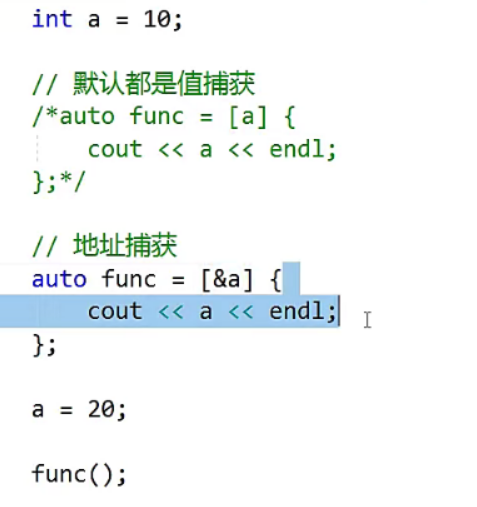 int a = 10;
// 默认都是值捕获
/*auto func = [a] {
cout << a << endl;
};*/
// 地址捕获
auto func = [&a] {
cout << a << endl;
};
a = 20;
func();